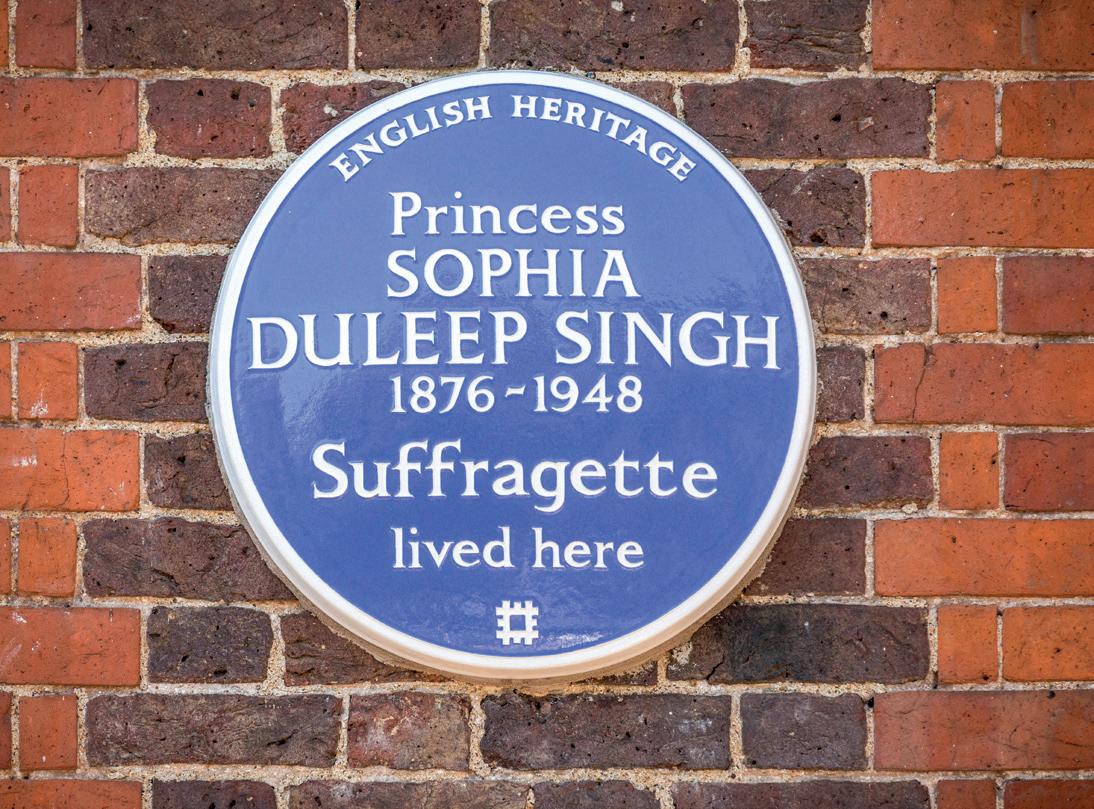 ENGLISH HERITAGE
Princess
SOPHIA
DULEEP SINGH
1876-1948
Suffragette
lived here